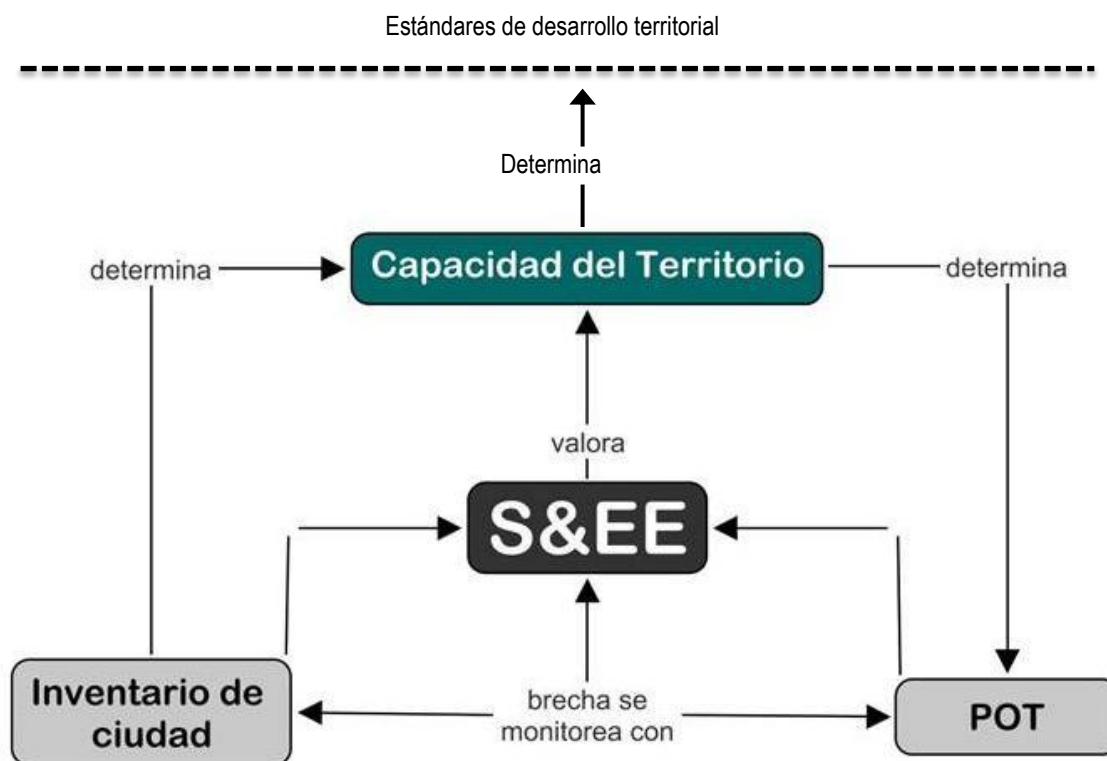 Estándares de desarrollo territorial
Determina
determina
Capacidad del Territorio
determina
valora
S&EE
Inventario de
ciudad
brecha se
monitorea con
POT